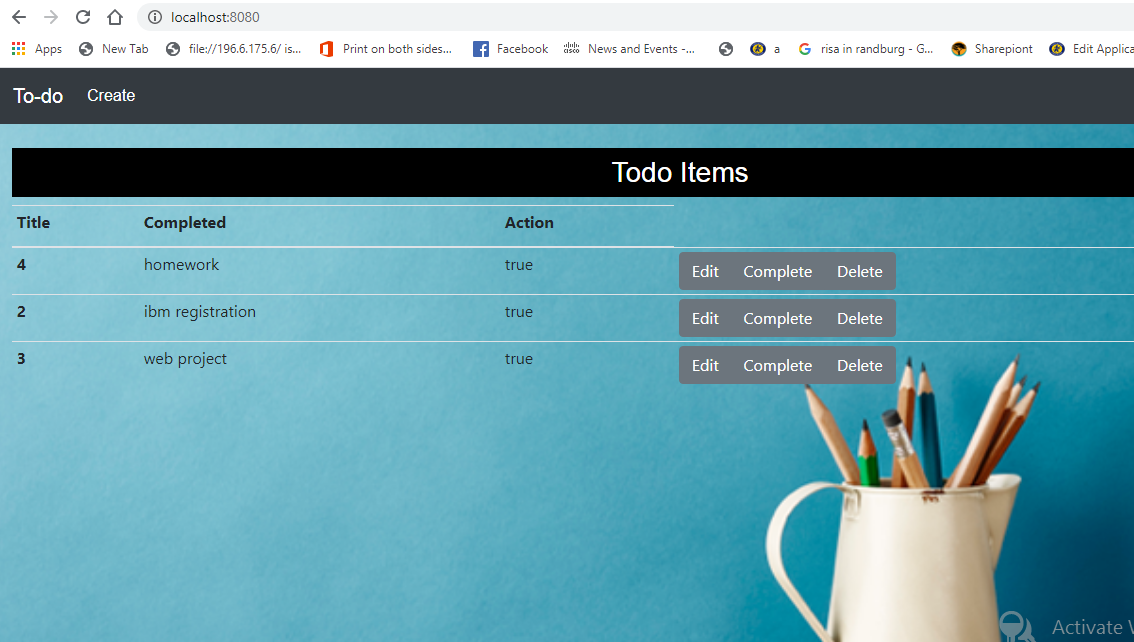 localhost:8080
Apps New Tab file://196.6.175.6/ is... Print on both sides... Facebook cisco News and Events -... a risa in randburg - G... Sharepiont Edit Applica
To-do Create
Todo Items
Title Completed Action
4 homework true Edit Complete Delete
2 ibm registration true Edit Complete Delete
3 web project true Edit Complete Delete
Activate